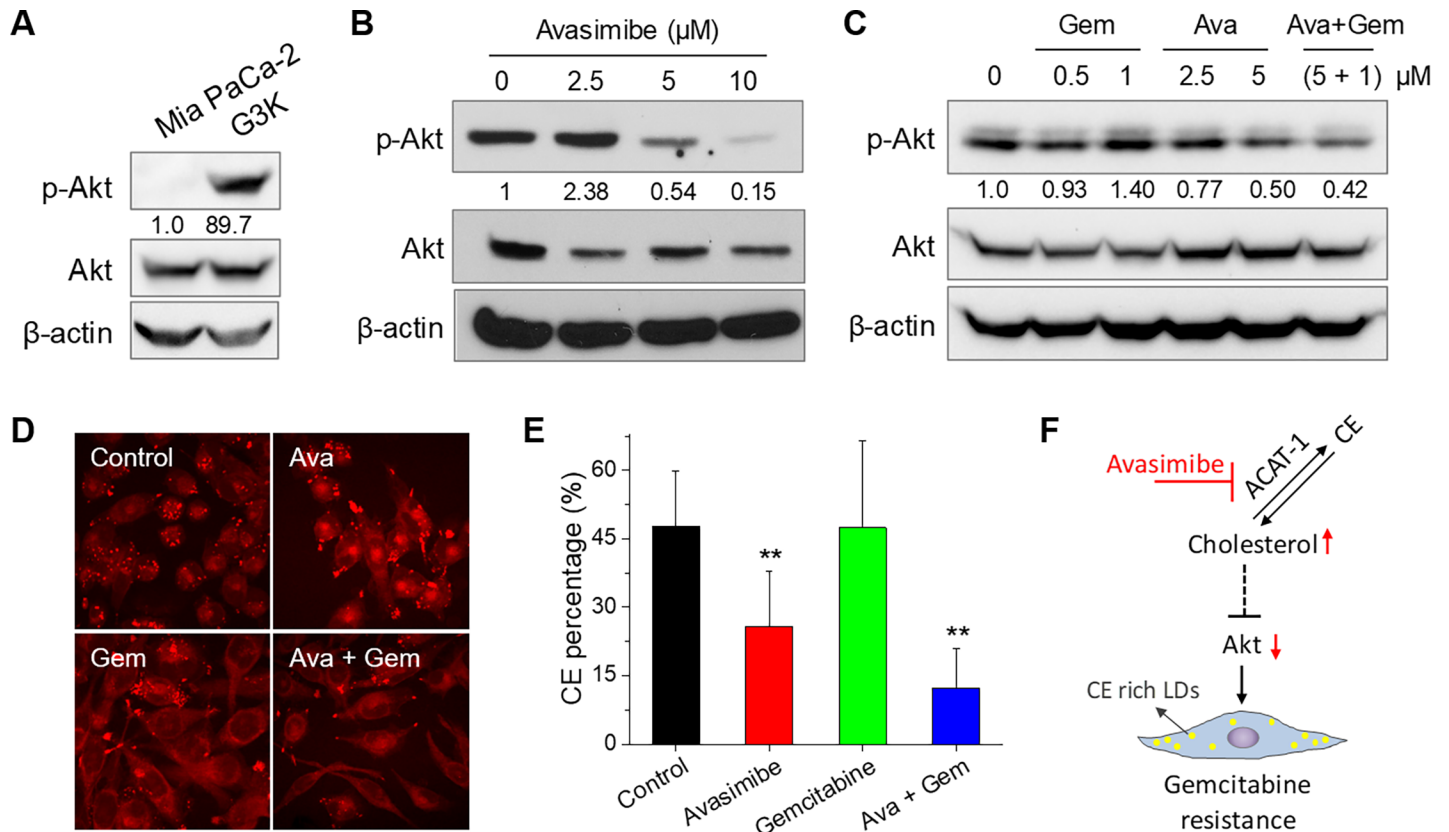 A
Mia PaCa-2
G3K
p-Akt
1.0 89.7
Akt
β-actin
B
Avasimibe (µM)
0 2.5 5 10
p-Akt
1 2.38 0.54 0.15
Akt
β-actin
C
Gem Ava Ava+Gem
0 0.5 1 2.5 5 (5 + 1) µM
p-Akt
1.0 0.93 1.40 0.77 0.50 0.42
Akt
β-actin
D
Control
Ava
Gem
Ava + Gem
E
CE percentage (%)
60
45
30
15
0
**
**
Control
Avasimibe
Gemcitabine
Ava + Gem
F
Avasimibe
ACAT-1
CE
Cholesterol
Akt
CE rich LDs
Gemcitabine
resistance